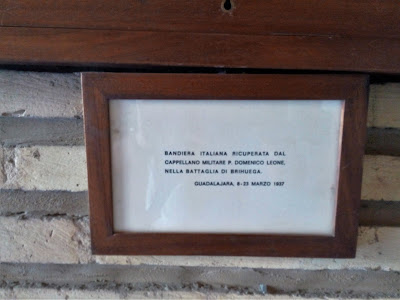 BANDIERA ITALIANA RICUPERATA DAL
CAPPELLANO MILITARE P. DOMENICO LEONE,
NELLA BATTAGLIA DI BRIHUEGA.
GUADALAJARA, 8-23 MARZO 1937